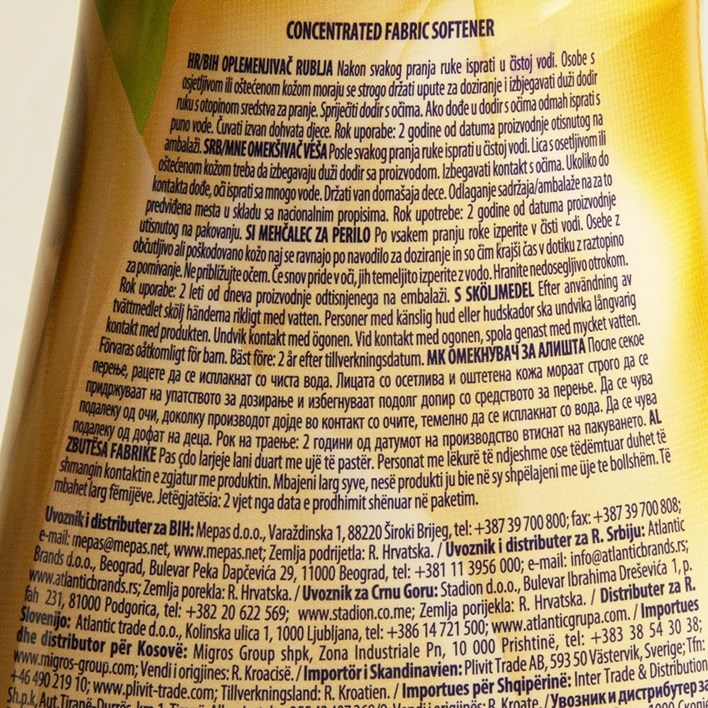 CONCENTRATED FABRIC SOFTENER
HR/BIH OPLEMENJIVAČ RUBLJA Nakon svakog pranja ruke isprati u čistoj vodi. Osobe s
osjetljivom ili oštećenom kožom moraju se strogo držati upute za doziranje i izbjegavati duži dodir
ruku s otopinom sredstva za pranje. Spriječiti dodir s očima. Ako dođe u dodir s očima odmah isprati s
puno vode. Čuvati izvan dohvata djece. Rok uporabe: 2 godine od datuma proizvodnje otisnutog na
ambalaži. SRB/MNE OMEKŠIVAČ VEŠA Posle svakog pranja ruke isprati u čistoj vodi. Lica s osetljivom ili
oštećenom kožom treba da izbegavaju duži dodir sa proizvodom. Izbegavati kontakt s očima. Ukoliko do
kontakta dođe, oči isprati sa mnogo vode. Držati van domašaja dece. Odlaganje sadržaja/ambalaže na za to
predviđena mesta u skladu sa nacionalnim propisima. Rok upotrebe: 2 godine od datuma proizvodnje
utisnutog na pakovanju. SI MEHČALEC ZA PERILO Po vsakem pranju roke izperite v čisti vodi. Osebe z
občutljivo ali poškodovano kožo naj se ravnajo po navodilo za doziranje in so čim krajši čas v dotiku z raztopino
za pomivanje. Ne približujte očem. Če snov pride v oči, jih temeljito izperite z vodo. Hranite nedosegljivo otrokom.
Rok uporabe: 2 leti od dneva proizvodnje odtisnjenega na embalaži. S SKÖLJMEDEL Efter användning av
tvättmedlet skölj händerna rikligt med vatten. Personer med känslig hud eller hudskador ska undvika långvarig
kontakt med produkten. Undvik kontakt med ögonen. Vid kontakt med ogonen, spola genast med mycket vatten.
Förvaras oåtkomligt för barn. Bäst före: 2 år efter tillverkningsdatum. МК ОМЕКНУВАЧ ЗА АЛИШТА После секое
перење, рацете да се исплакнат со чиста вода. Лицата со осетлива и оштетена кожа мораат строго да се
придржуваат на упатството за дозирање и избегнуваат подолг допир со средството за перење. Да се чува
подалеку од очи, доколку производот дојде во контакт со очите, темелно да се исплакнат со вода. Да се чува
подалеку од дофат на деца. Рок на траење: 2 години од датумот на производство втиснат на пакувањето. AL
ZBUTËSA FABRIKE Pas çdo larjeje lani duart me ujë të pastër. Personat me lëkurë të ndjeshme ose tëdëmtuar duhet të
shmangin kontaktin e zgjatur me produktin. Mbajeni larg syve, nesë produkti ju bie në sy shpëlajeni me üje te bollshëm. Të
mbahet larg fëmijëve. Jetëgjatësia: 2 vjet nga data e prodhimit shënuar në paketim.
Uvoznik i distributer za BIH: Mepas d.o.o., Varaždinska 1, 88220 Široki Brijeg, tel: +387 39 700 800; fax: +387 39 700 808;
e-mail: mepas@mepas.net, www.mepas.net; Zemlja podrijetla: R. Hrvatska. / Uvoznik i distributer za R. Srbiju: Atlantic
Brands d.o.o., Beograd, Bulevar Peka Dapčevića 29, 11000 Beograd, tel: +381 11 3956 000; e-mail: info@atlanticbrands.rs;
www.atlanticbrands.rs; Zemlja porekla: R. Hrvatska. / Uvoznik za Crnu Goru: Stadion d.o.o., Bulevar Ibrahima Dreševića 1, p.
fah 231, 81000 Podgorica, tel: +382 20 622 569; www.stadion.co.me; Zemlja porijekla: R. Hrvatska. / Distributer za R.
Slovenijo: Atlantic trade d.o.o., Kolinska ulica 1, 1000 Ljubljana, tel: +386 14 721 500; www.atlanticgrupa.com. / Importues
dhe distributor për Kosovë: Migros Group shpk, Zona Industriale Pn, 10 000 Prishtinë, tel: +383 38 54 30 38;
www.migros-group.com; Vendi i origjines: R. Kroacisë. / Importör i Skandinavien: Plivit Trade AB, 593 50 Västervik, Sverige; Tfn:
+46 490 219 10; www.plivit-trade.com; Tillverkningsland: R. Kroatien. / Importues për Shqipërinë: Inter Trade & Distribution
Sh.p.k, Aut. Tiranë-Durrës, km 1, Vendi i origjinës: R. Kroate. / Увозник и дистрибутер за